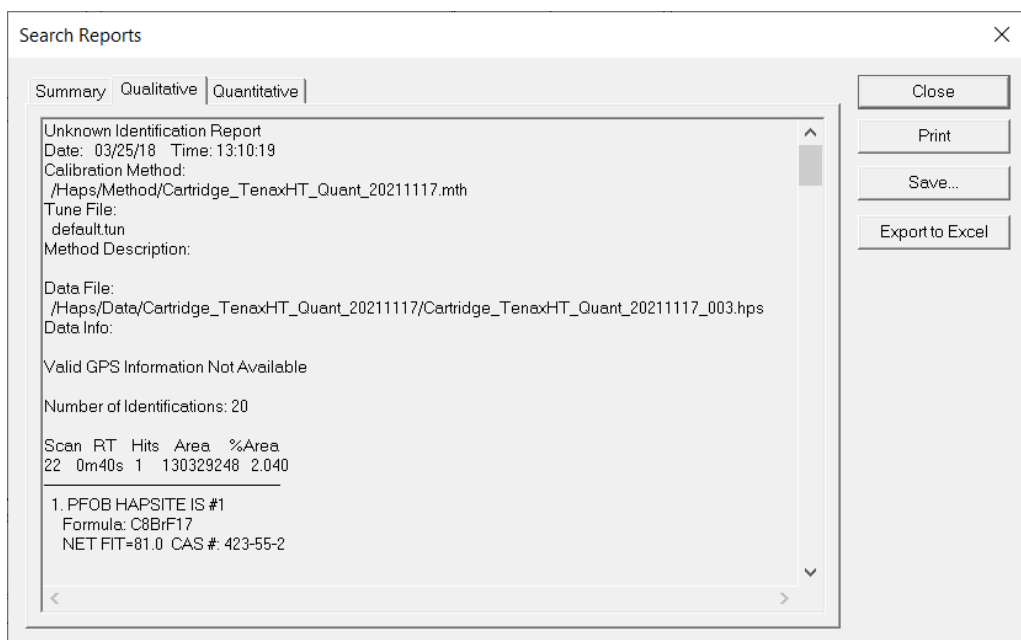 Search Reports
Summary Qualitative Quantitative
Close
Print
Save...
Export to Excel
Unknown Identification Report
Date: 03/25/18 Time: 13:10:19
Calibration Method:
/Haps/Method/Cartridge_TenaxHT_Quant_20211117.mth
Tune File:
default.tun
Method Description:
Data File:
/Haps/Data/Cartridge_TenaxHT_Quant_20211117/Cartridge_TenaxHT_Quant_20211117_003.hps
Data Info:
Valid GPS Information Not Available
Number of Identifications: 20
Scan RT Hits Area %Area
22 0m40s 1 130329248 2.040
1. PFOB HAPSITE IS #1
Formula: C8BrF17
NET FIT=81.0 CAS #: 423-55-2